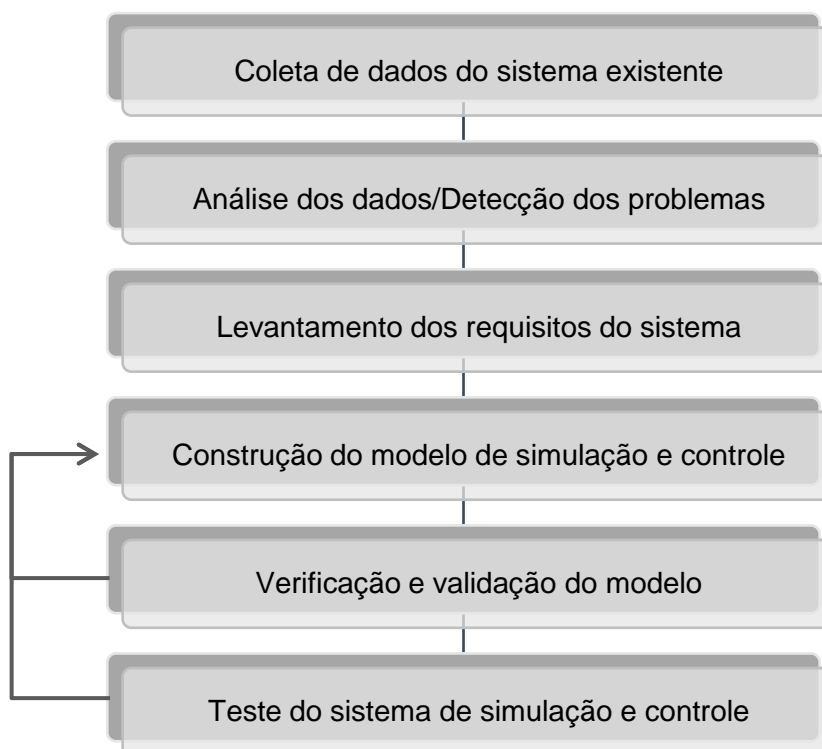 Coleta de dados do sistema existente
Análise dos dados/Detecção dos problemas
Levantamento dos requisitos do sistema
Construção do modelo de simulação e controle
Verificação e validação do modelo
Teste do sistema de simulação e controle